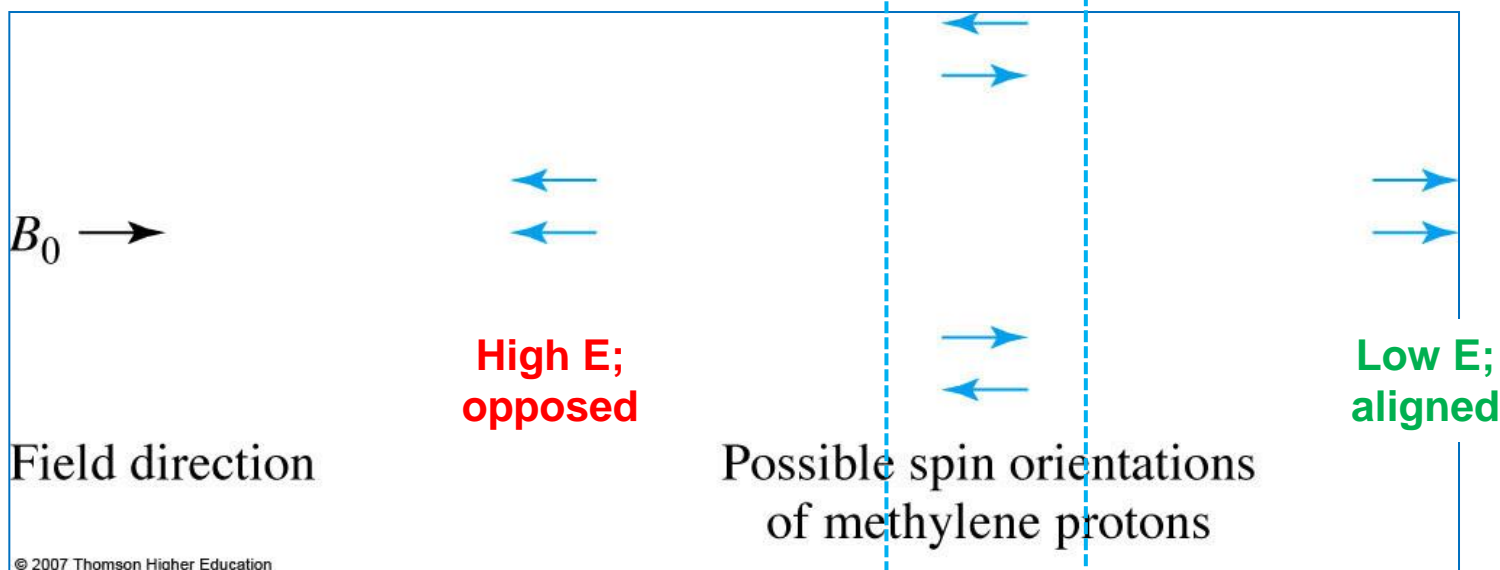 B₀
High E;
opposed
Low E;
aligned
Field direction
Possible spin orientations
of methylene protons
© 2007 Thomson Higher Education